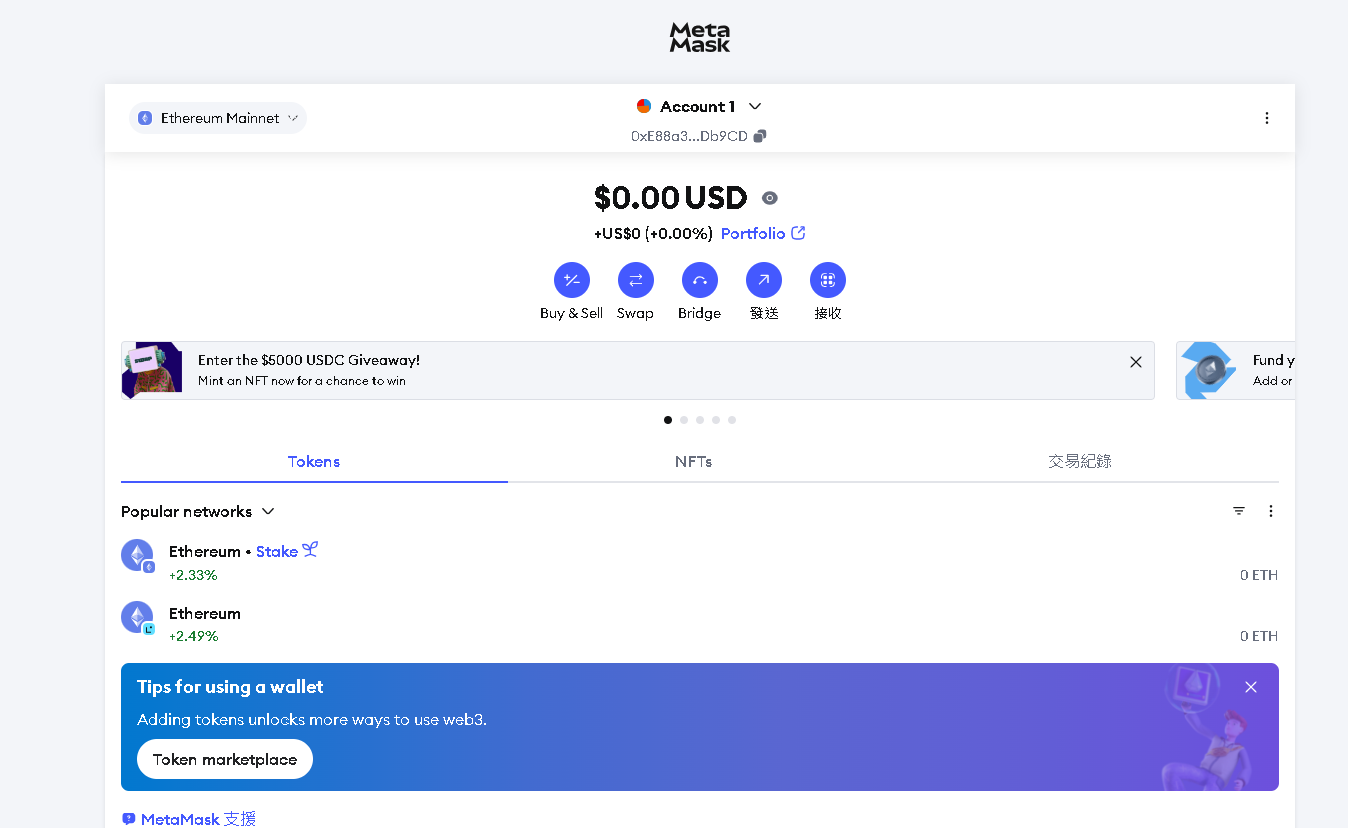 Meta
Mask
Ethereum Mainnet
Account 1
0xE88a3...Db9CD
$0.00 USD
+US$0 (+0.00%) Portfolio
Buy & Sell Swap Bridge 發送 接收
Enter the $5000 USDC Giveaway!
Mint an NFT now for a chance to win
Fund y
Add or
Tokens NFTs 交易紀錄
Popular networks
Ethereum • Stake
+2.33% 0 ETH
Ethereum
+2.49% 0 ETH
Tips for using a wallet
Adding tokens unlocks more ways to use web3.
Token marketplace
MetaMask 支援